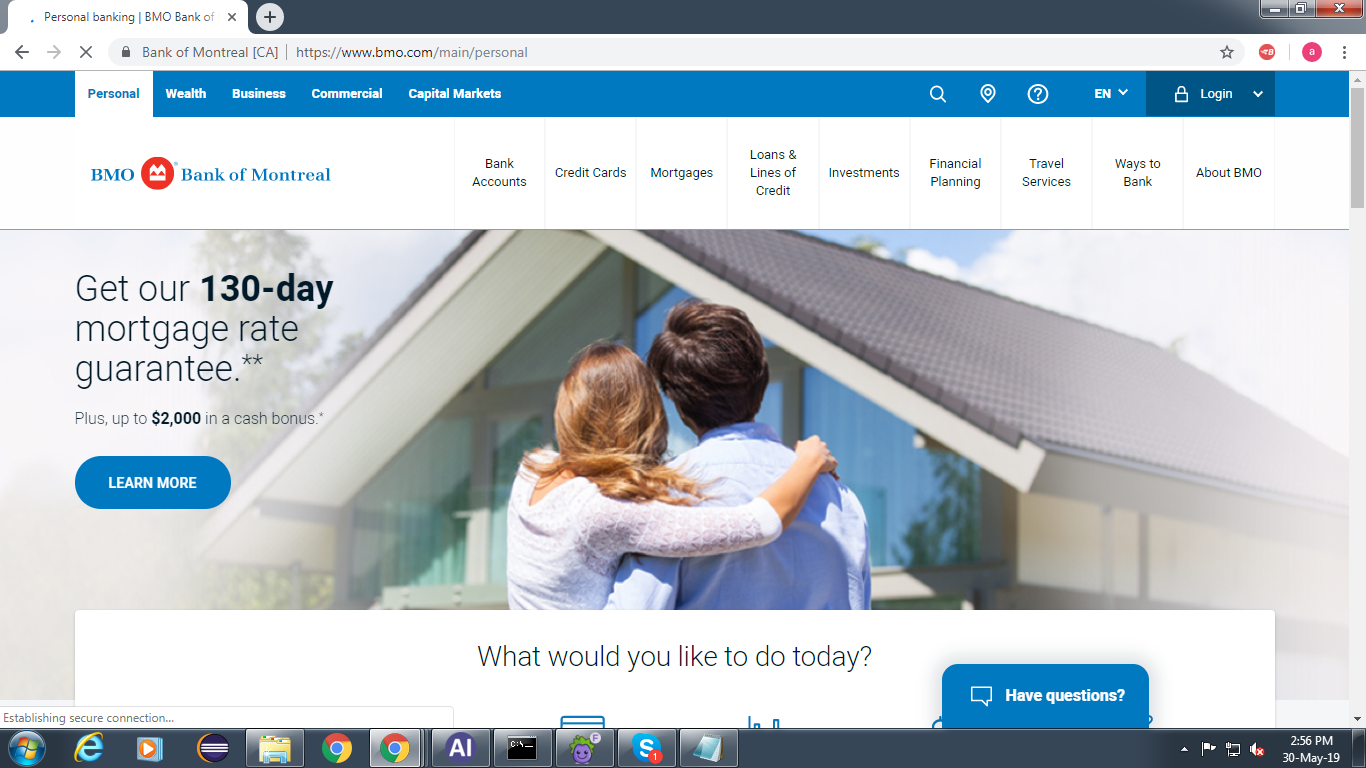 Personal banking | BMO Bank of
Bank of Montreal [CA] | https://www.bmo.com/main/personal
a
Personal Wealth Business Commercial Capital Markets EN Login
BMO Bank of Montreal
Bank
Accounts
Credit Cards
Mortgages
Loans &
Lines of
Credit
Investments
Financial
Planning
Travel
Services
Ways to
Bank
About BMO
Get our 130-day
mortgage rate
guarantee.**
Plus, up to $2,000 in a cash bonus.*
LEARN MORE
What would you like to do today?
Have questions?
Establishing secure connection...
AI
C:\
F
S
1
2:56 PM
30-May-19